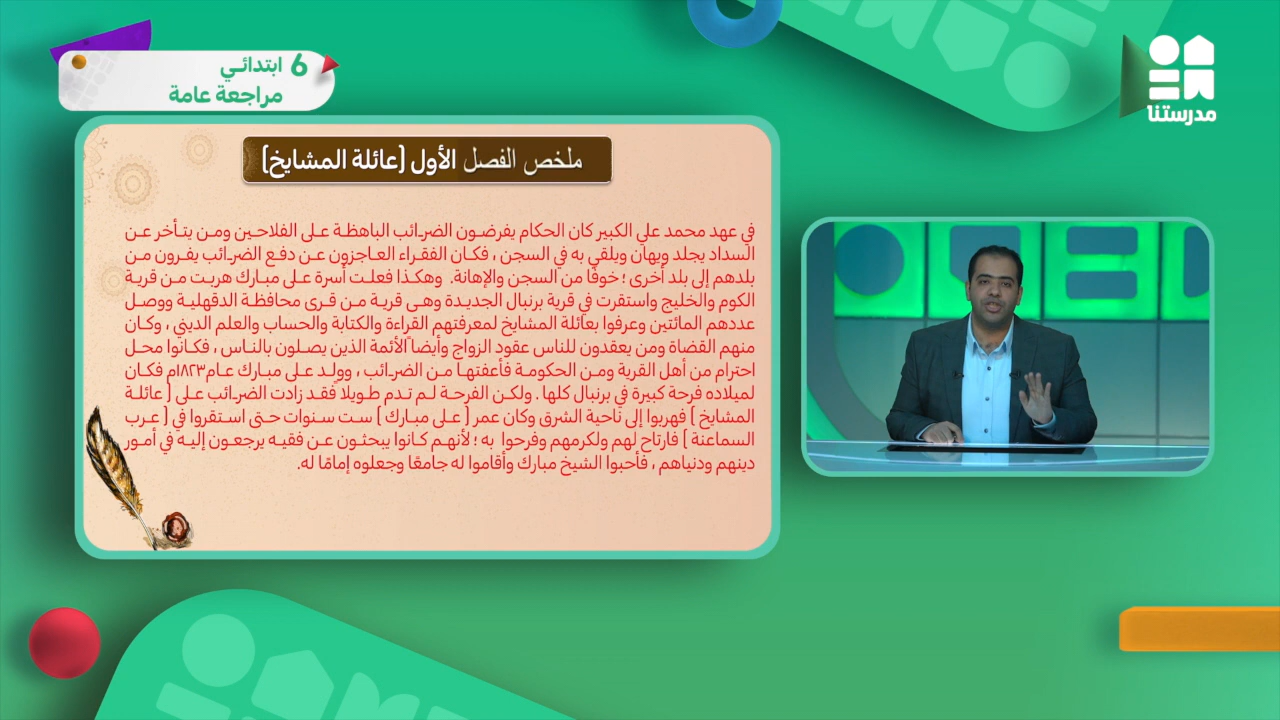 6 ابتدائي
مراجعة عامة
مدرستنا
ملخص الفصل الأول (عائلة المشايخ)
في عهد محمد علي الكبير كان الحكام يفرضون الضرائب الباهظة على الفلاحين ومن يتأخر عن
السداد يجلد ويهان ويلقي به في السجن ، فكان الفقراء العاجزون عن دفع الضرائب يفرون من
بلدهم إلى بلد أخرى ؛ خوفًا من السجن والإهانة. وهكذا فعلت أسرة على مبارك هربت من قرية
الكوم والخليج واستقرت في قرية برنبال الجديدة وهى قرية من قرى محافظة الدقهلية ووصل
عددهم المائتين وعرفوا بعائلة المشايخ لمعرفتهم القراءة والكتابة والحساب والعلم الديني ، وكان
منهم القضاة ومن يعقدون للناس عقود الزواج وأيضاً الأئمة الذين يصلون بالناس ، فكانوا محل
احترام من أهل القرية ومن الحكومة فأعفتها من الضرائب ، وولد على مبارك عام١٨٢٣م فكان
لميلاده فرحة كبيرة في برنبال كلها . ولكن الفرحة لم تدم طويلاً فقد زادت الضرائب على ( عائلة
المشايخ ) فهربوا إلى ناحية الشرق وكان عمر ( على مبارك ) ست سنوات حتى استقروا في ( عرب
السماعنة ) فارتاح لهم ولكرمهم وفرحوا به ؛ لأنهم كانوا يبحثون عن فقيه يرجعون إليه في أمور
دينهم ودنياهم ، فأحبوا الشيخ مبارك وأقاموا له جامعًا وجعلوه إمامًا له.